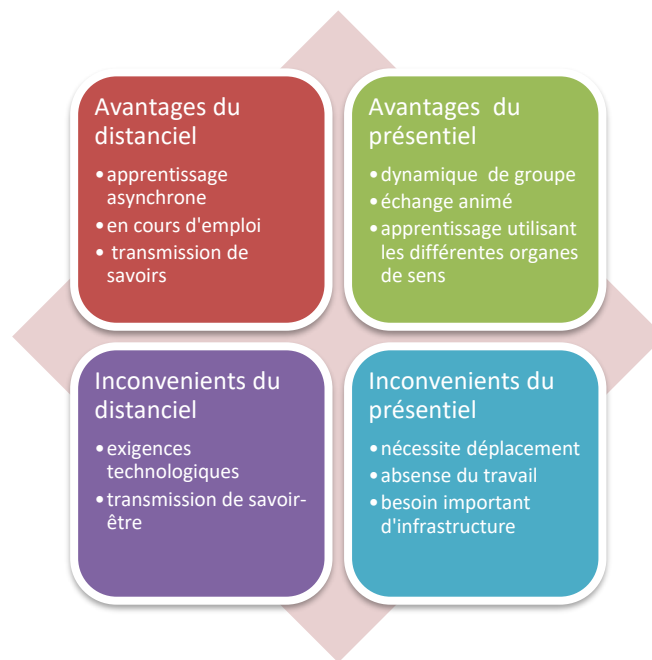 Avantages du
distanciel
•apprentissage
asynchrone
•en cours d'emploi
• transmission de
savoirs
Avantages du
présentiel
•dynamique de groupe
•échange animé
•apprentissage utilisant
les différentes organes
de sens
Inconvenients du
distanciel
•exigences
technologiques
•transmission de savoir-
être
Inconvenients du
présentiel
•nécessite déplacement
•absense du travail
•besoin important
d'infrastructure